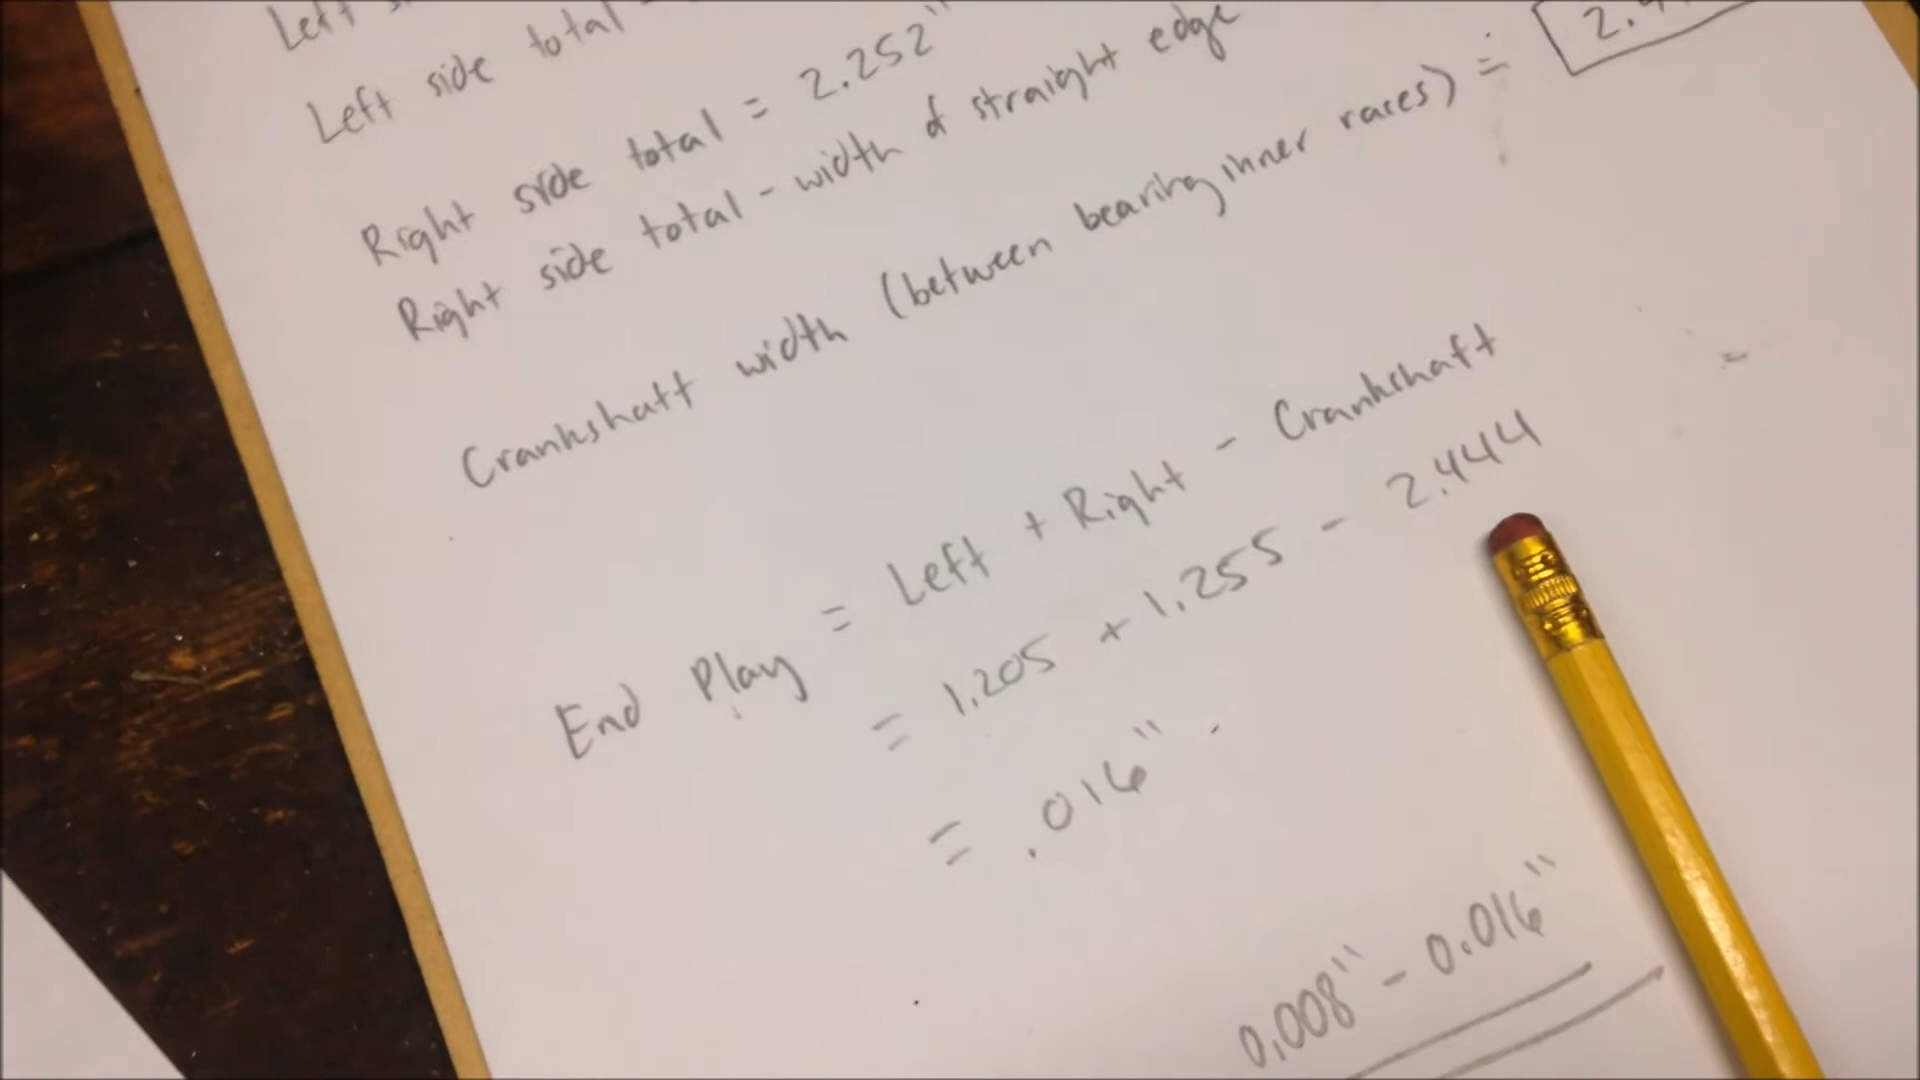 Left
Left side total
Right side total = 2.252"
Right side total - width of straight edge
Crankshaft width (between bearing inner races) =
End Play = Left + Right - Crankshaft
= 1.205 + 1.255 - 2.444
= .016"
0.008" - 0.016"